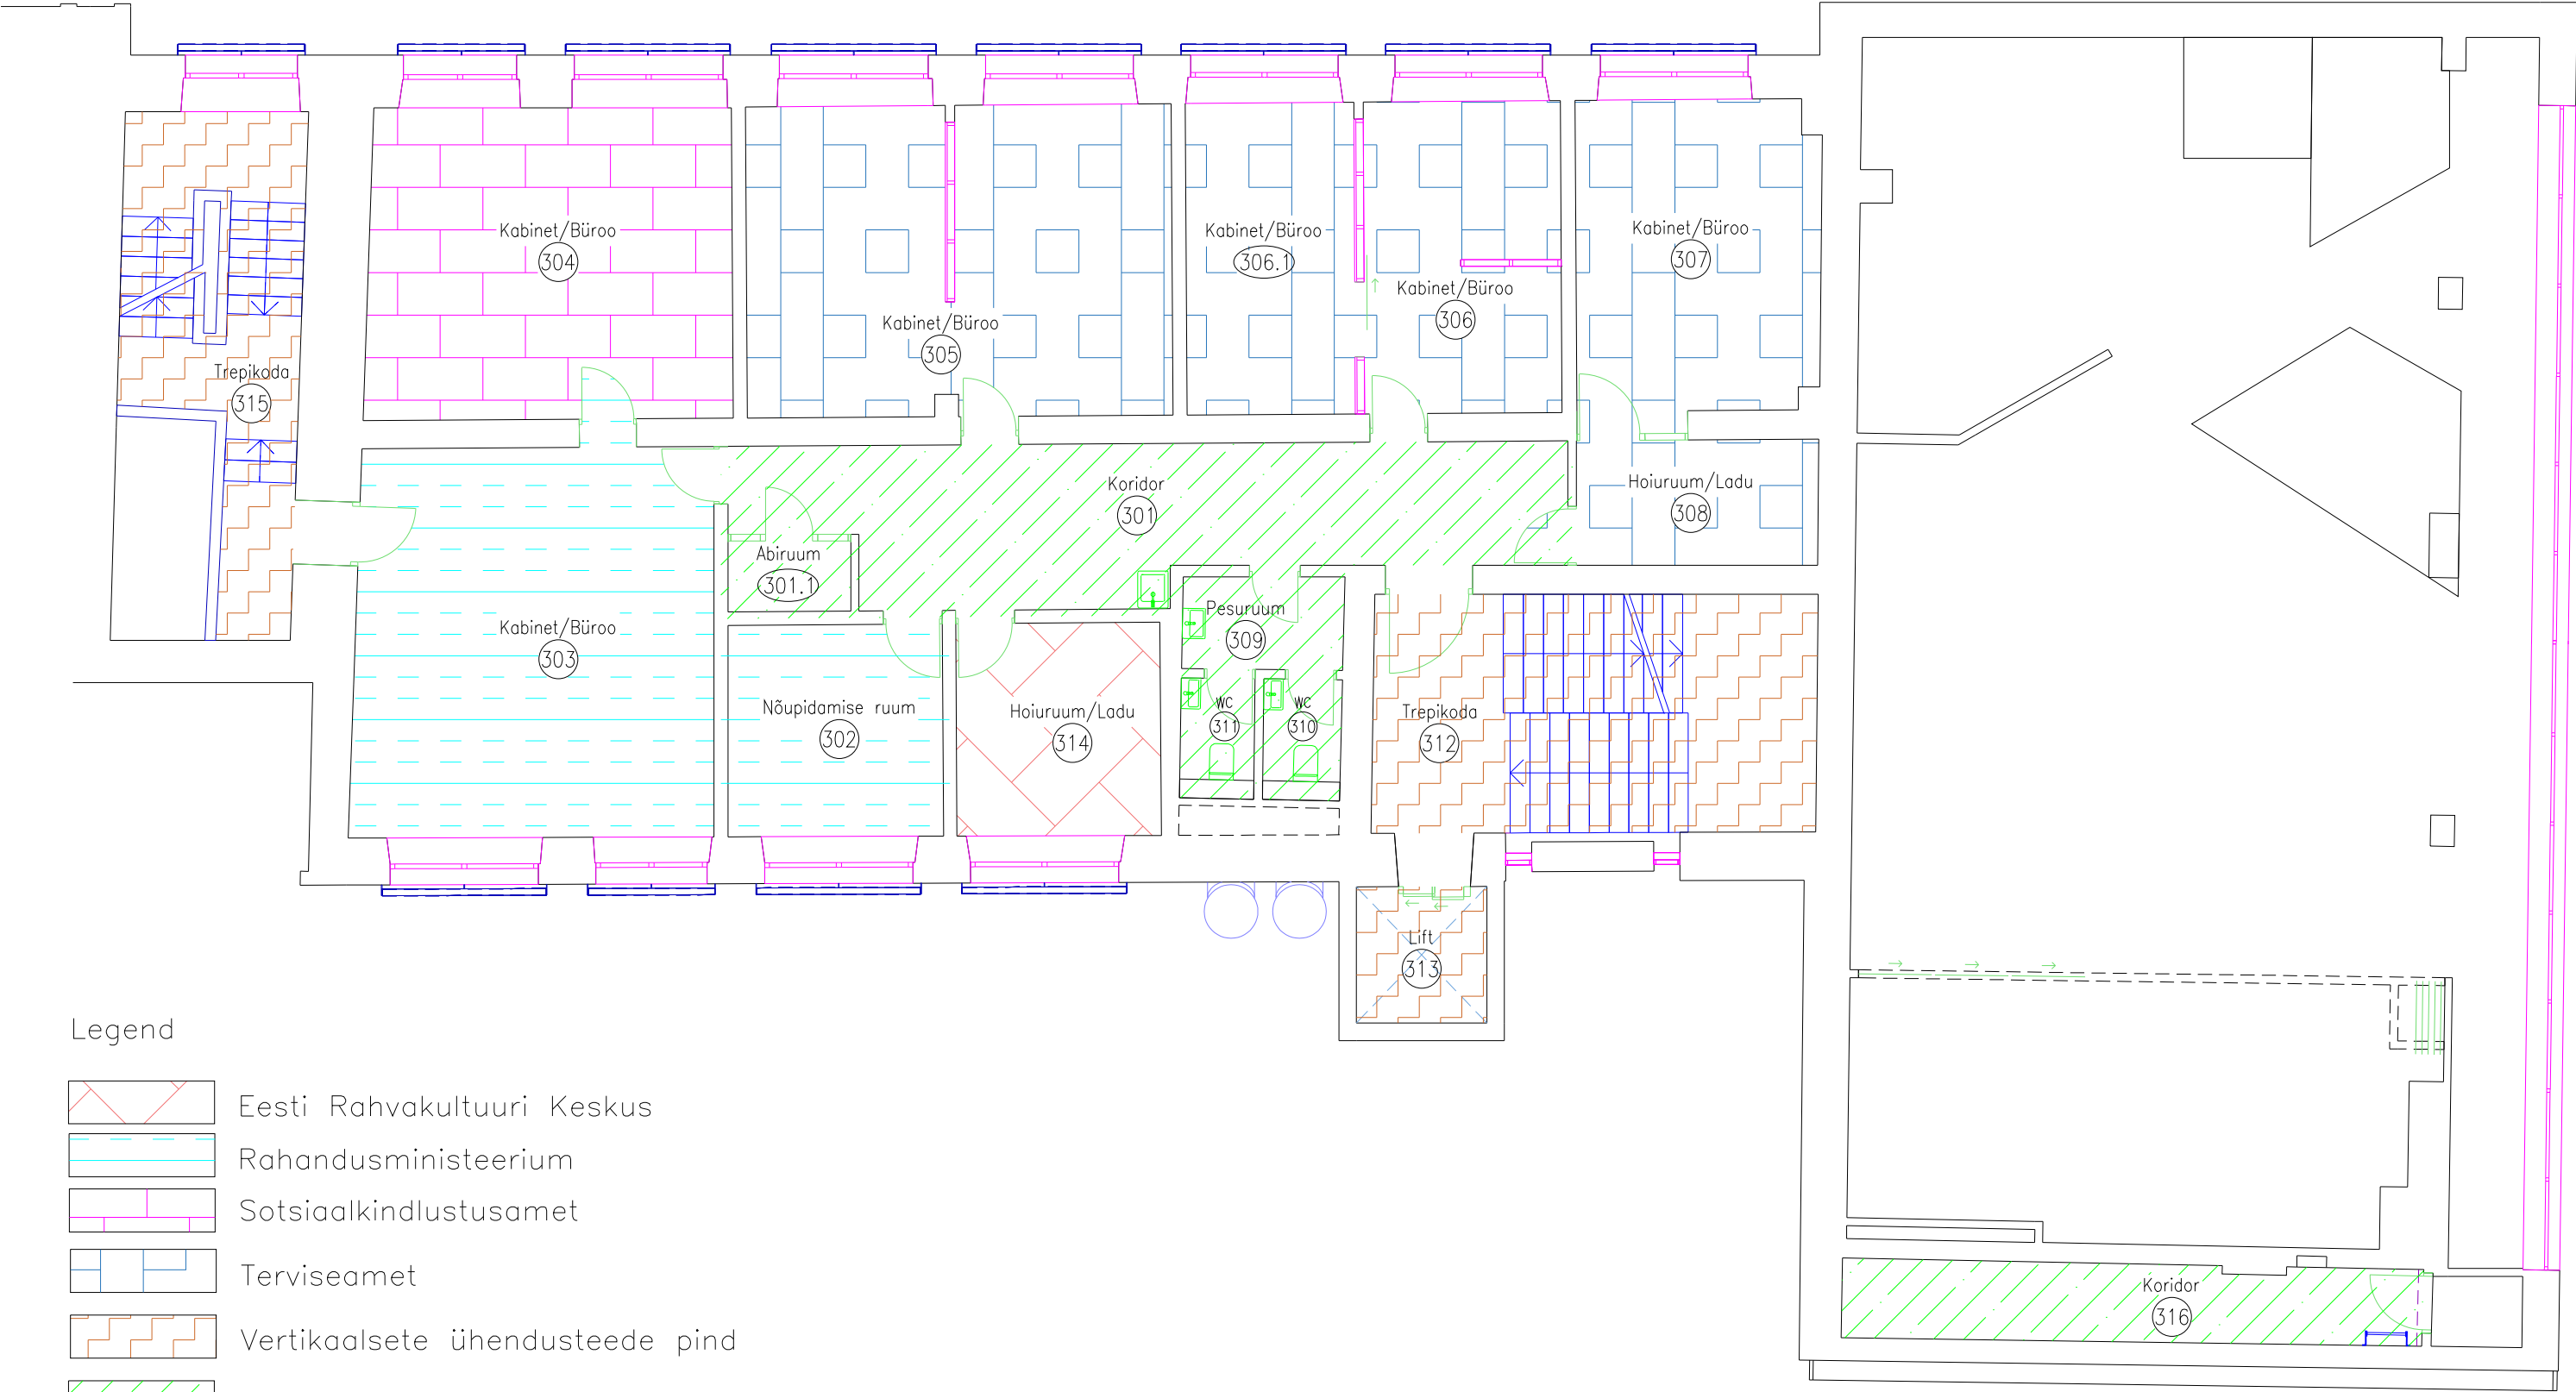 Kabinet/Büroo
304
Kabinet/Büroo
305
Kabinet/Büroo
306.1
Kabinet/Büroo
306
Kabinet/Büroo
307
Trepikoda
315
Koridor
301
Hoiuruum/Ladu
308
Abiruum
301.1
Kabinet/Büroo
303
Pesuruum
309
Nõupidamise ruum
302
Hoiuruum/Ladu
314
WC
311
WC
310
Trepikoda
312
Lift
313
Koridor
316
Legend
Eesti Rahvakultuuri Keskus
Rahandusministeerium
Sotsiaalkindlustusamet
Terviseamet
Vertikaalsete ühendusteede pind